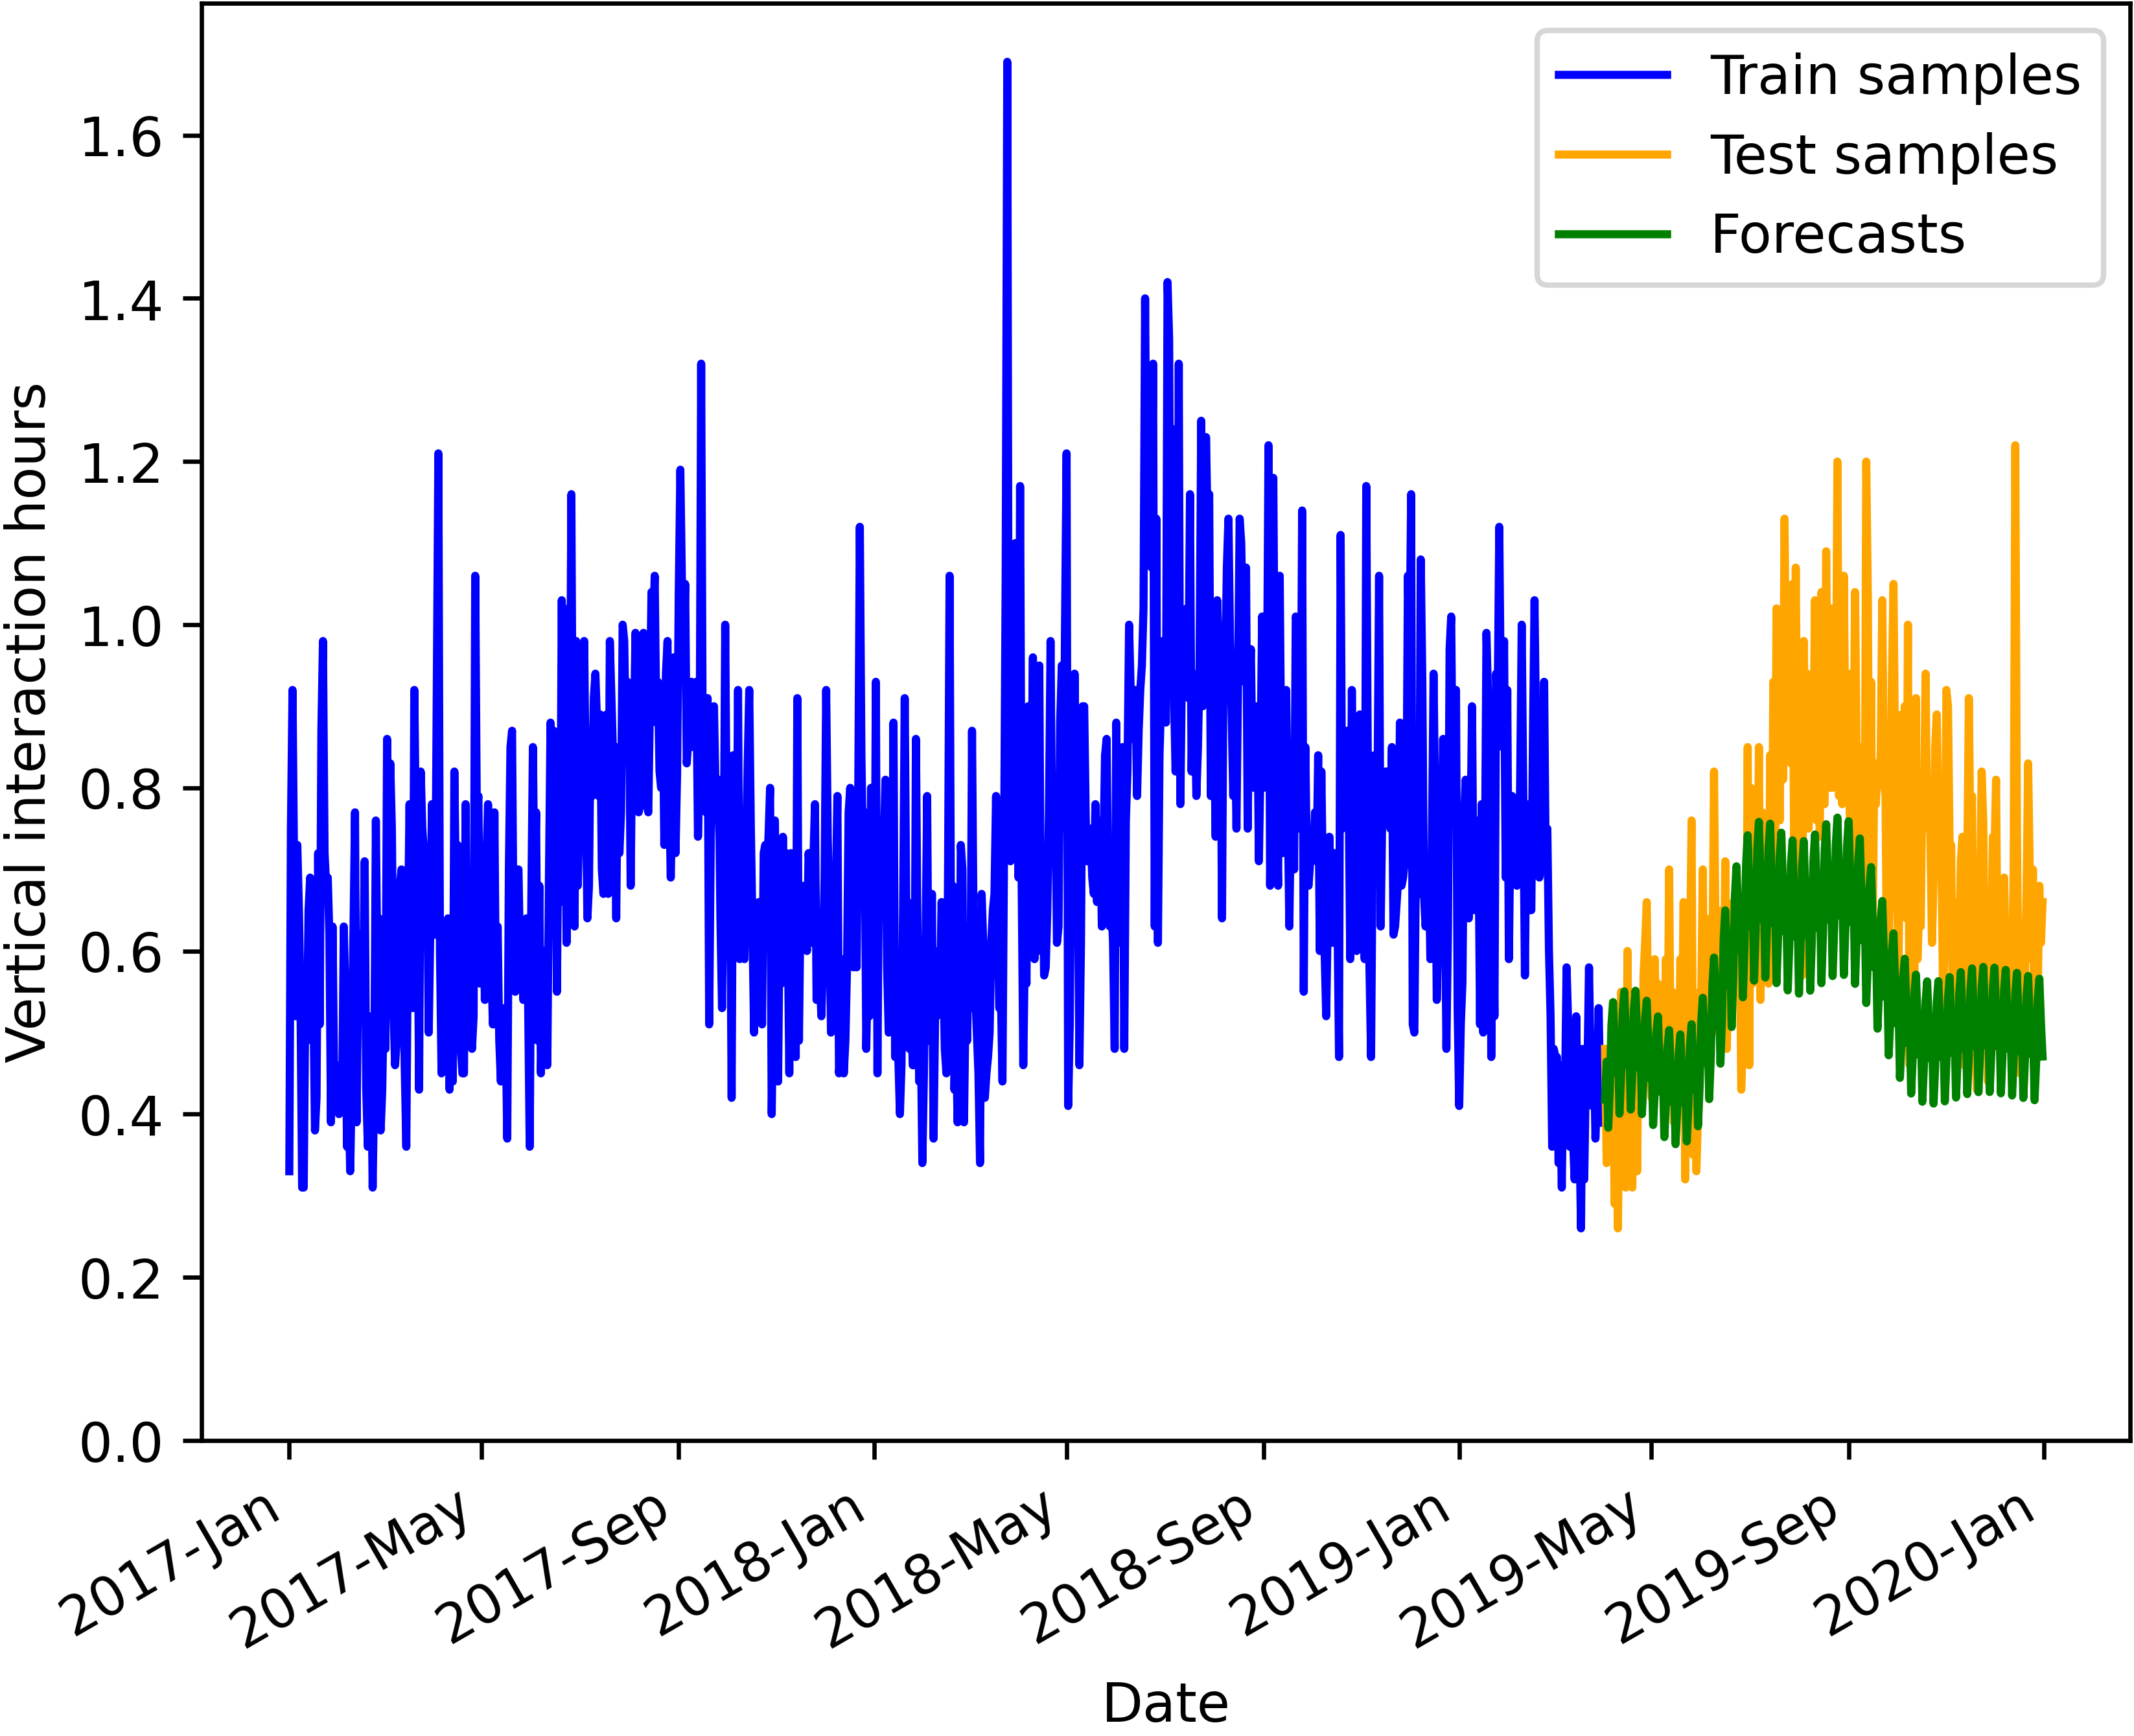 Train samples
Test samples
Forecasts
1.6
1.4
1.2
1.0
0.8
0.6
0.4
0.2
0.0
Vertical interaction hours
2017-Jan
2017-May
2017-Sep
2018-Jan
2018-May
2018-Sep
2019-Jan
2019-May
2019-Sep
2020-Jan
Date